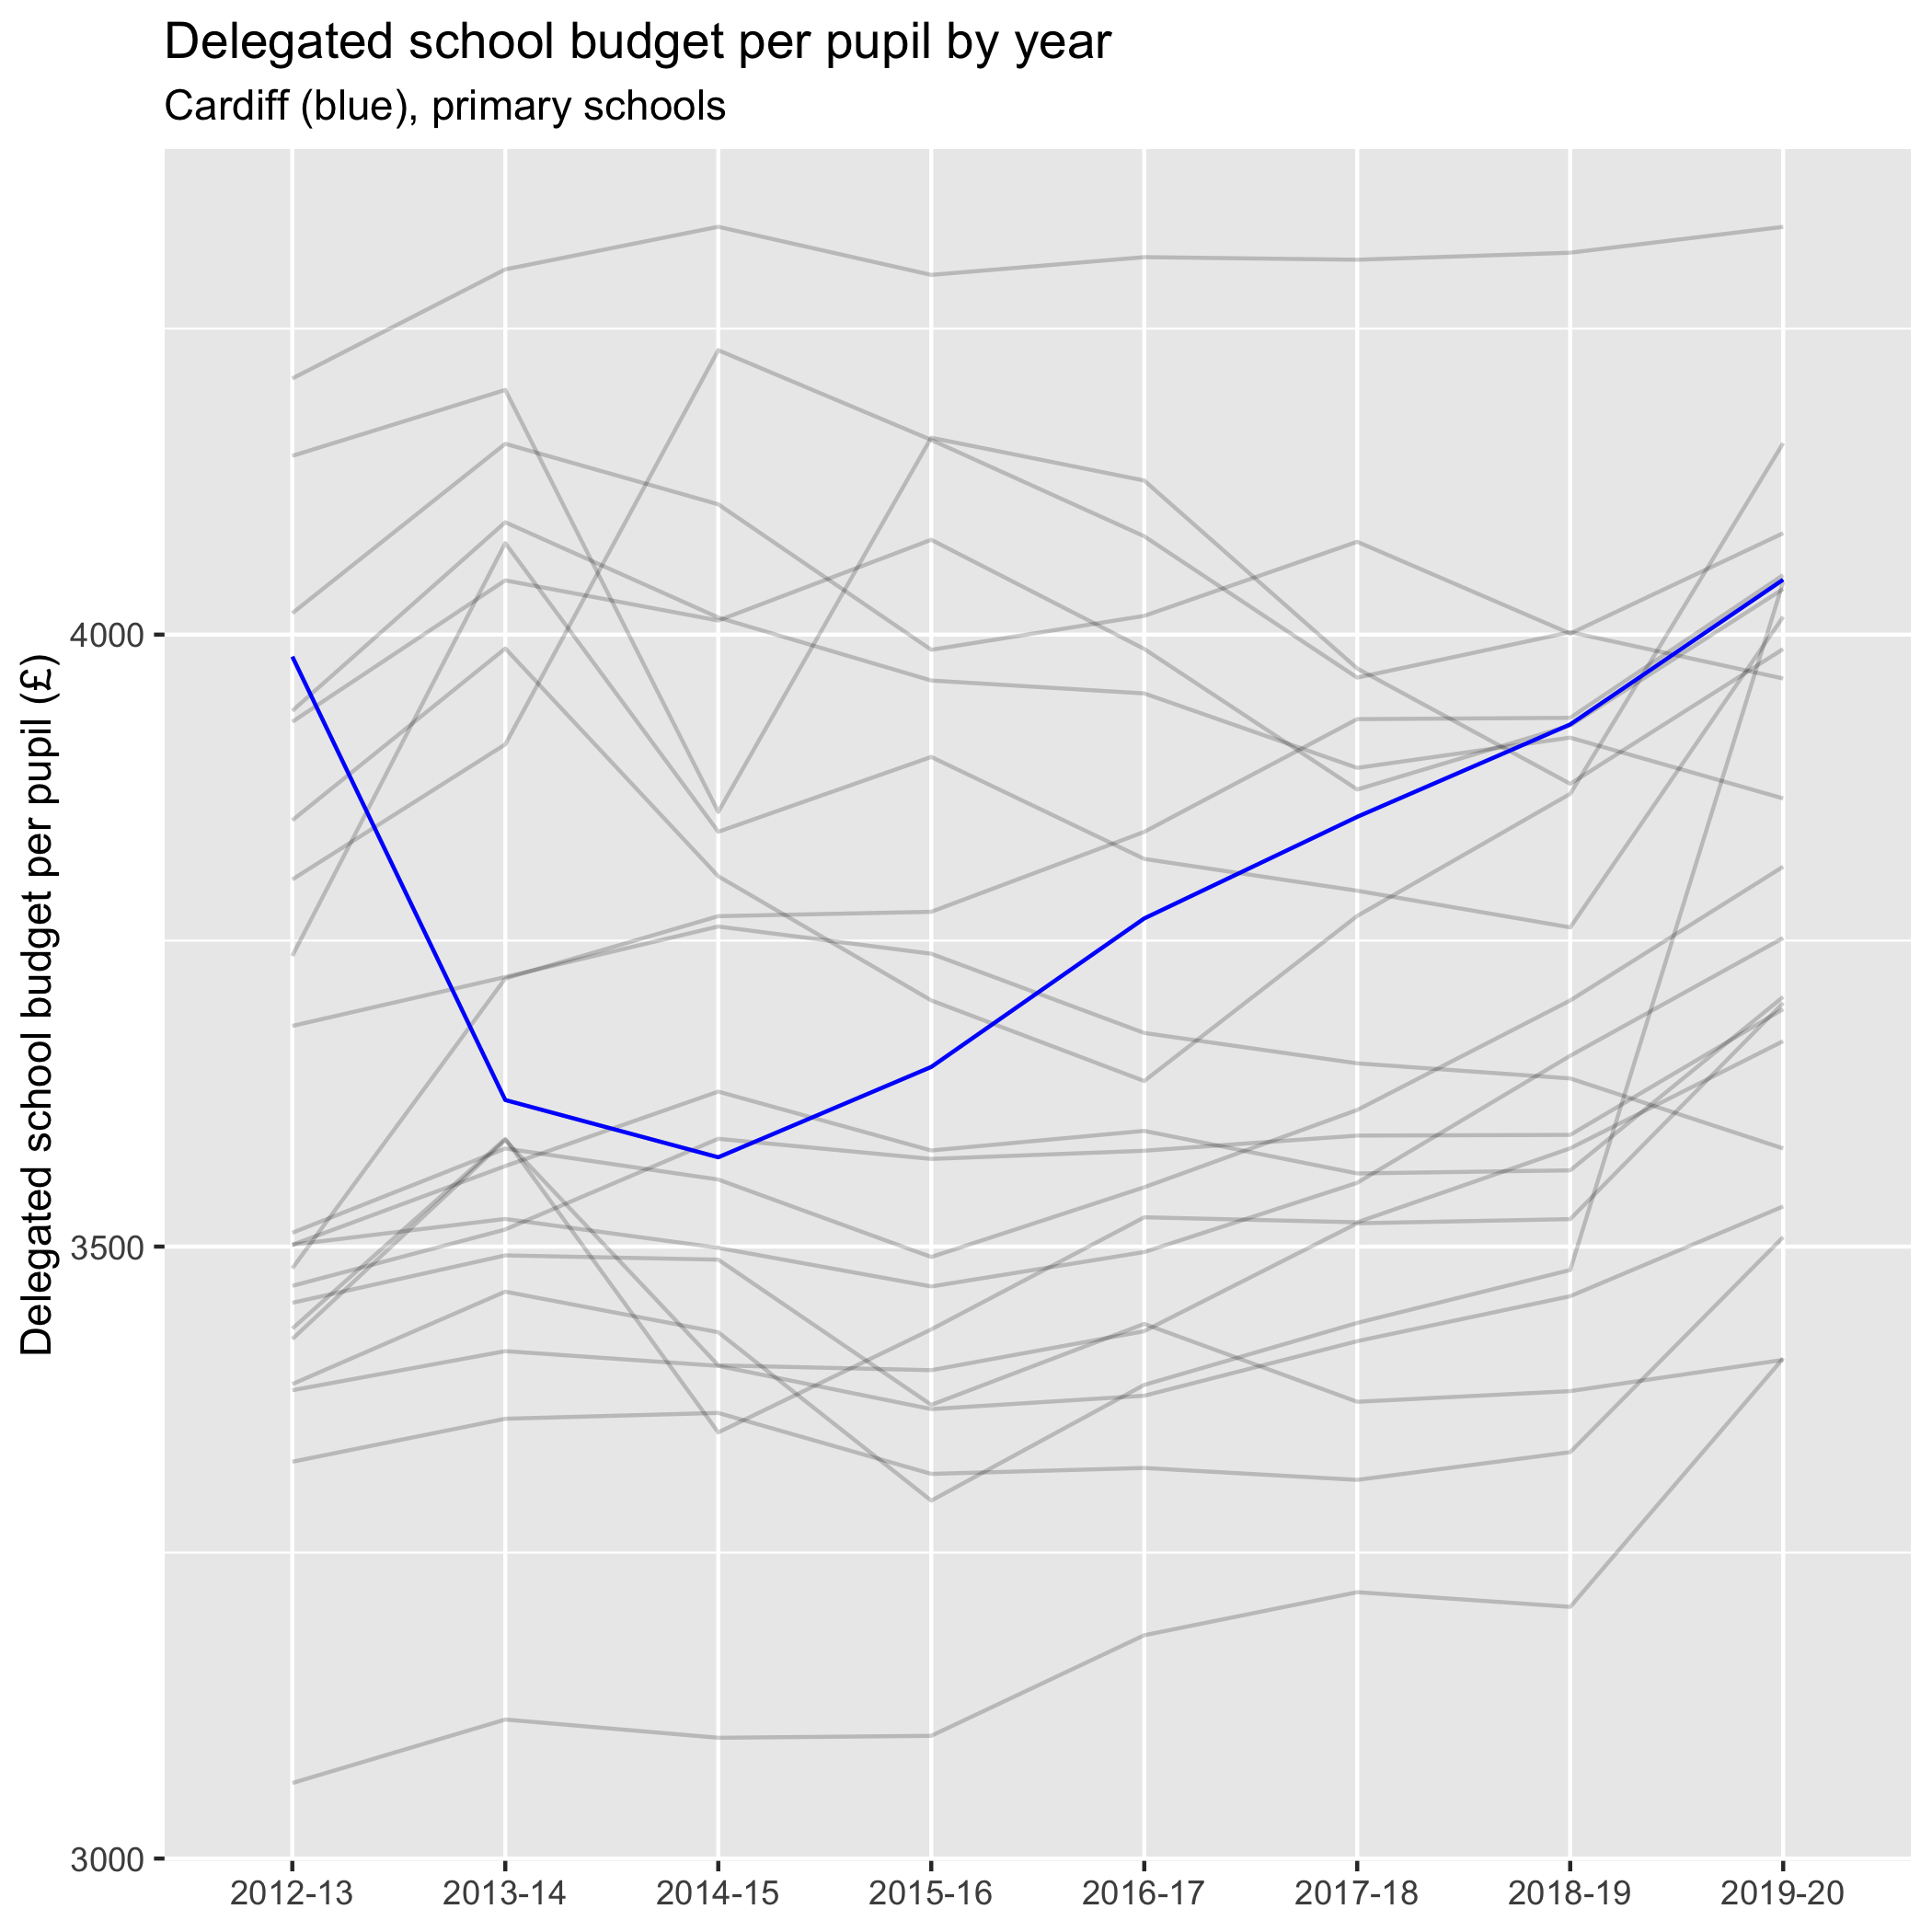 Delegated school budget per pupil by year
Cardiff (blue), primary schools
Delegated school budget per pupil (£)
4000
3500
3000
2012-13 2013-14 2014-15 2015-16 2016-17 2017-18 2018-19 2019-20